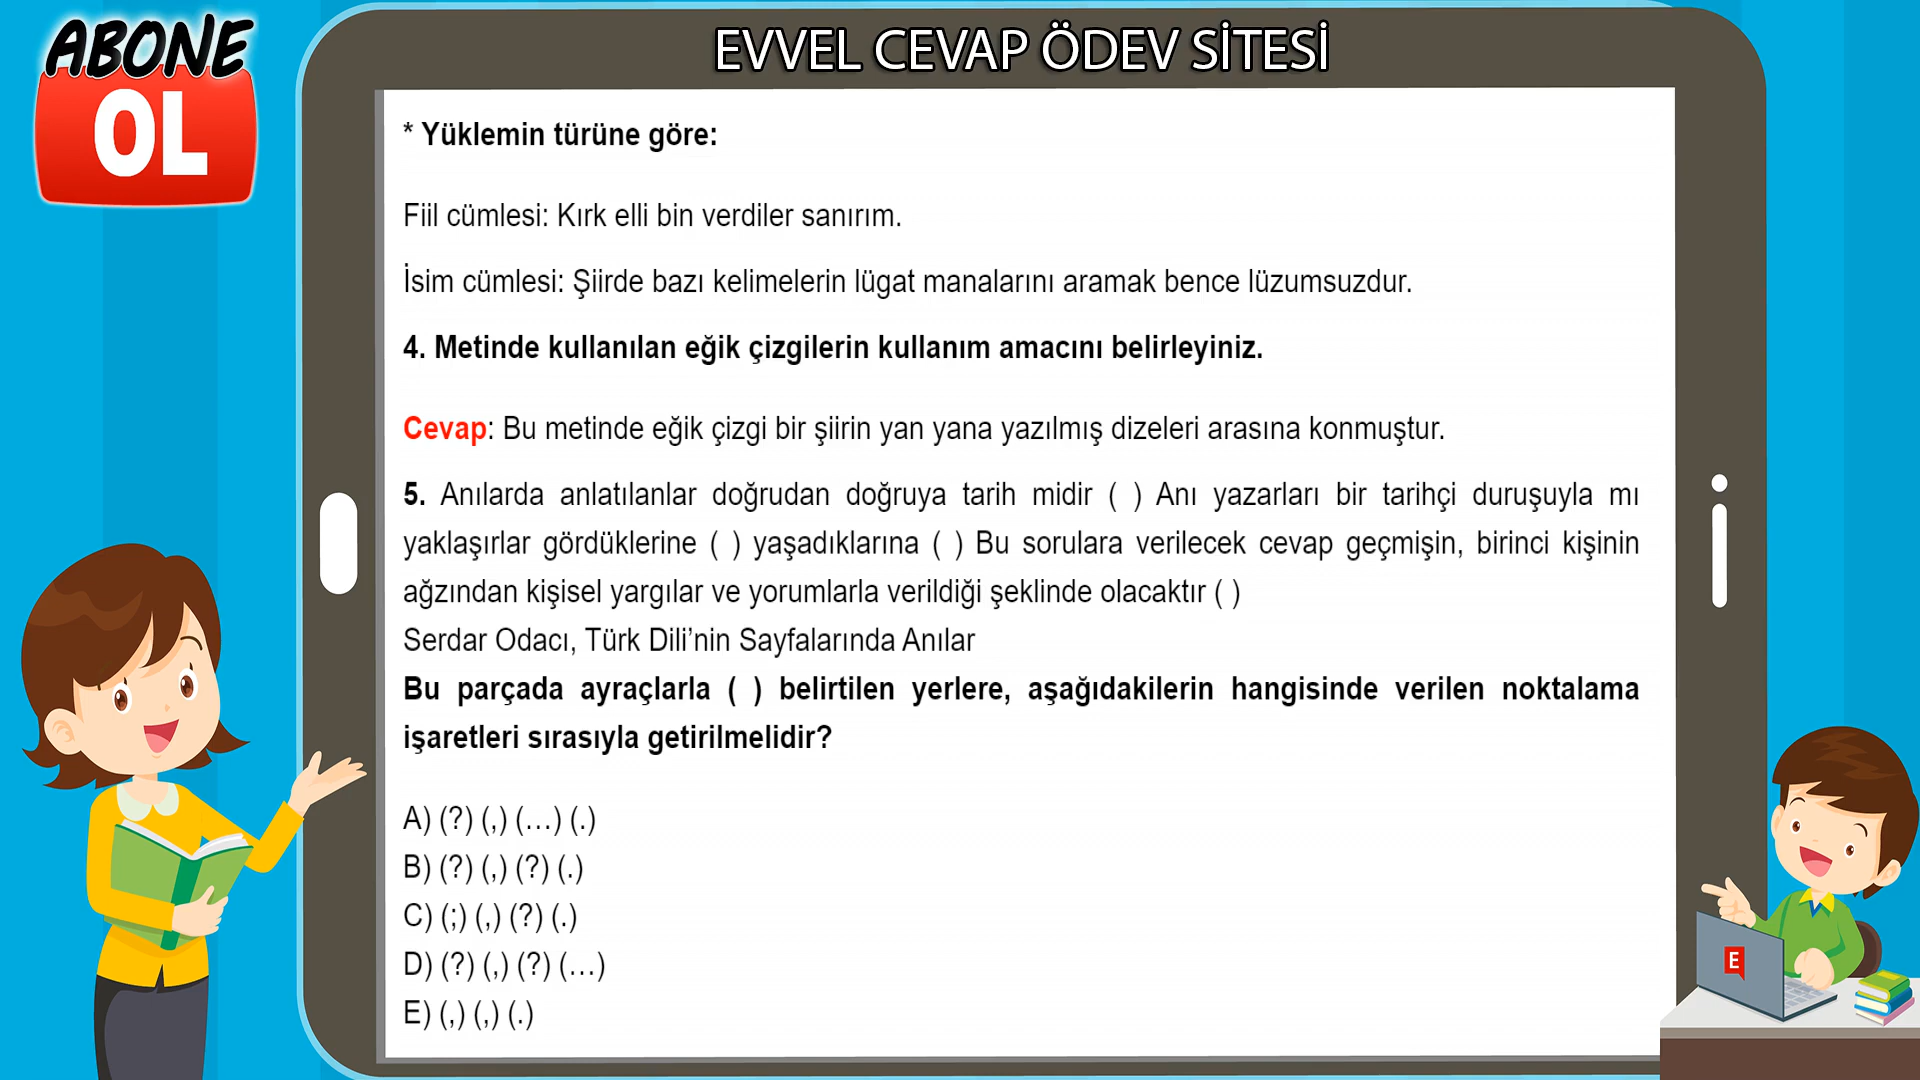 ABONE
OL
EVVEL CEVAP ÖDEV SİTESİ
* Yüklemin türüne göre:
Fiil cümlesi: Kırk elli bin verdiler sanırım.
İsim cümlesi: Şiirde bazı kelimelerin lügat manalarını aramak bence lüzumsuzdur.
4. Metinde kullanılan eğik çizgilerin kullanım amacını belirleyiniz.
Cevap: Bu metinde eğik çizgi bir şiirin yan yana yazılmış dizeleri arasına konmuştur.
5. Anılarda anlatılanlar doğrudan doğruya tarih midir ( ) Anı yazarları bir tarihçi duruşuyla mı
yaklaşırlar gördüklerine ( ) yaşadıklarına ( ) Bu sorulara verilecek cevap geçmişin, birinci kişinin
ağzından kişisel yargılar ve yorumlarla verildiği şeklinde olacaktır ( )
Serdar Odacı, Türk Dili’nin Sayfalarında Anılar
Bu parçada ayraçlarla ( ) belirtilen yerlere, aşağıdakilerin hangisinde verilen noktalama
işaretleri sırasıyla getirilmelidir?
A) (?) (,) (…) (.)
B) (?) (,) (?) (.)
C) (;) (,) (?) (.)
D) (?) (,) (?) (…)
E) (,) (,) (.)
E